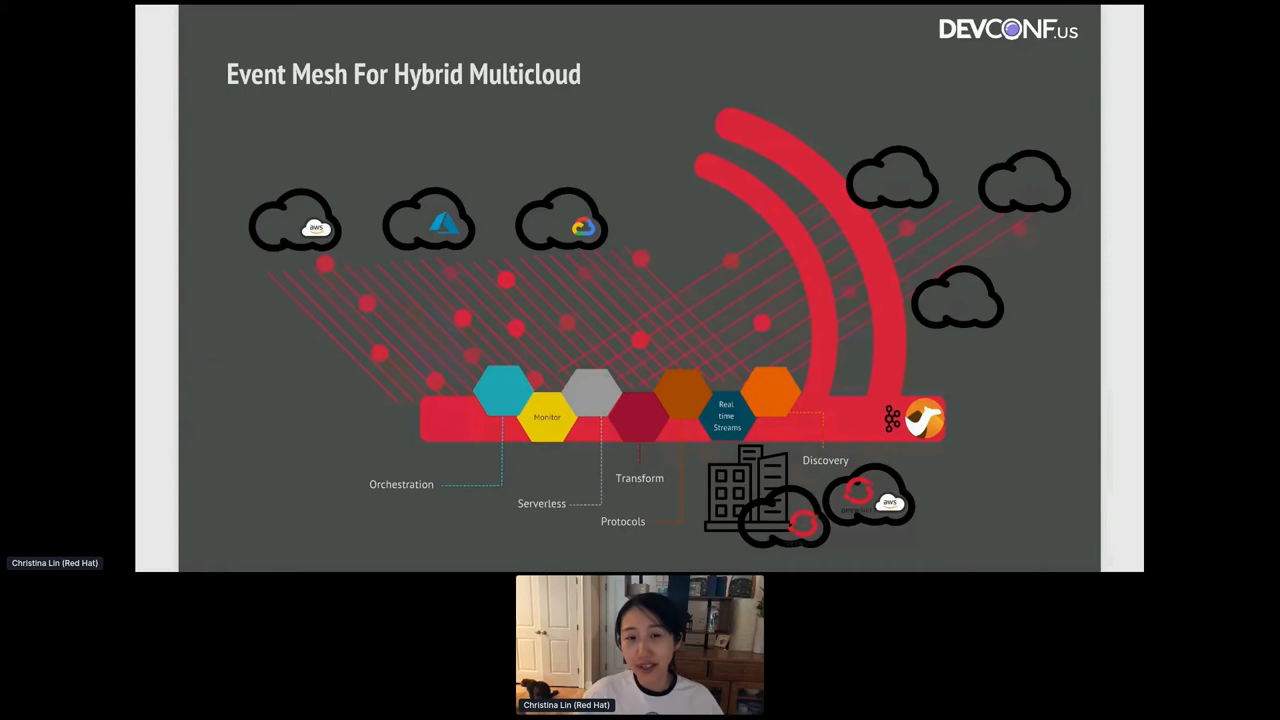 DEVCONF.US
Event Mesh For Hybrid Multicloud
aws
Monitor
Real
time
Streams
Discovery
Transform
Orchestration
Serverless
Protocols
aws
Christina Lin (Red Hat)
Christina Lin (Red Hat)